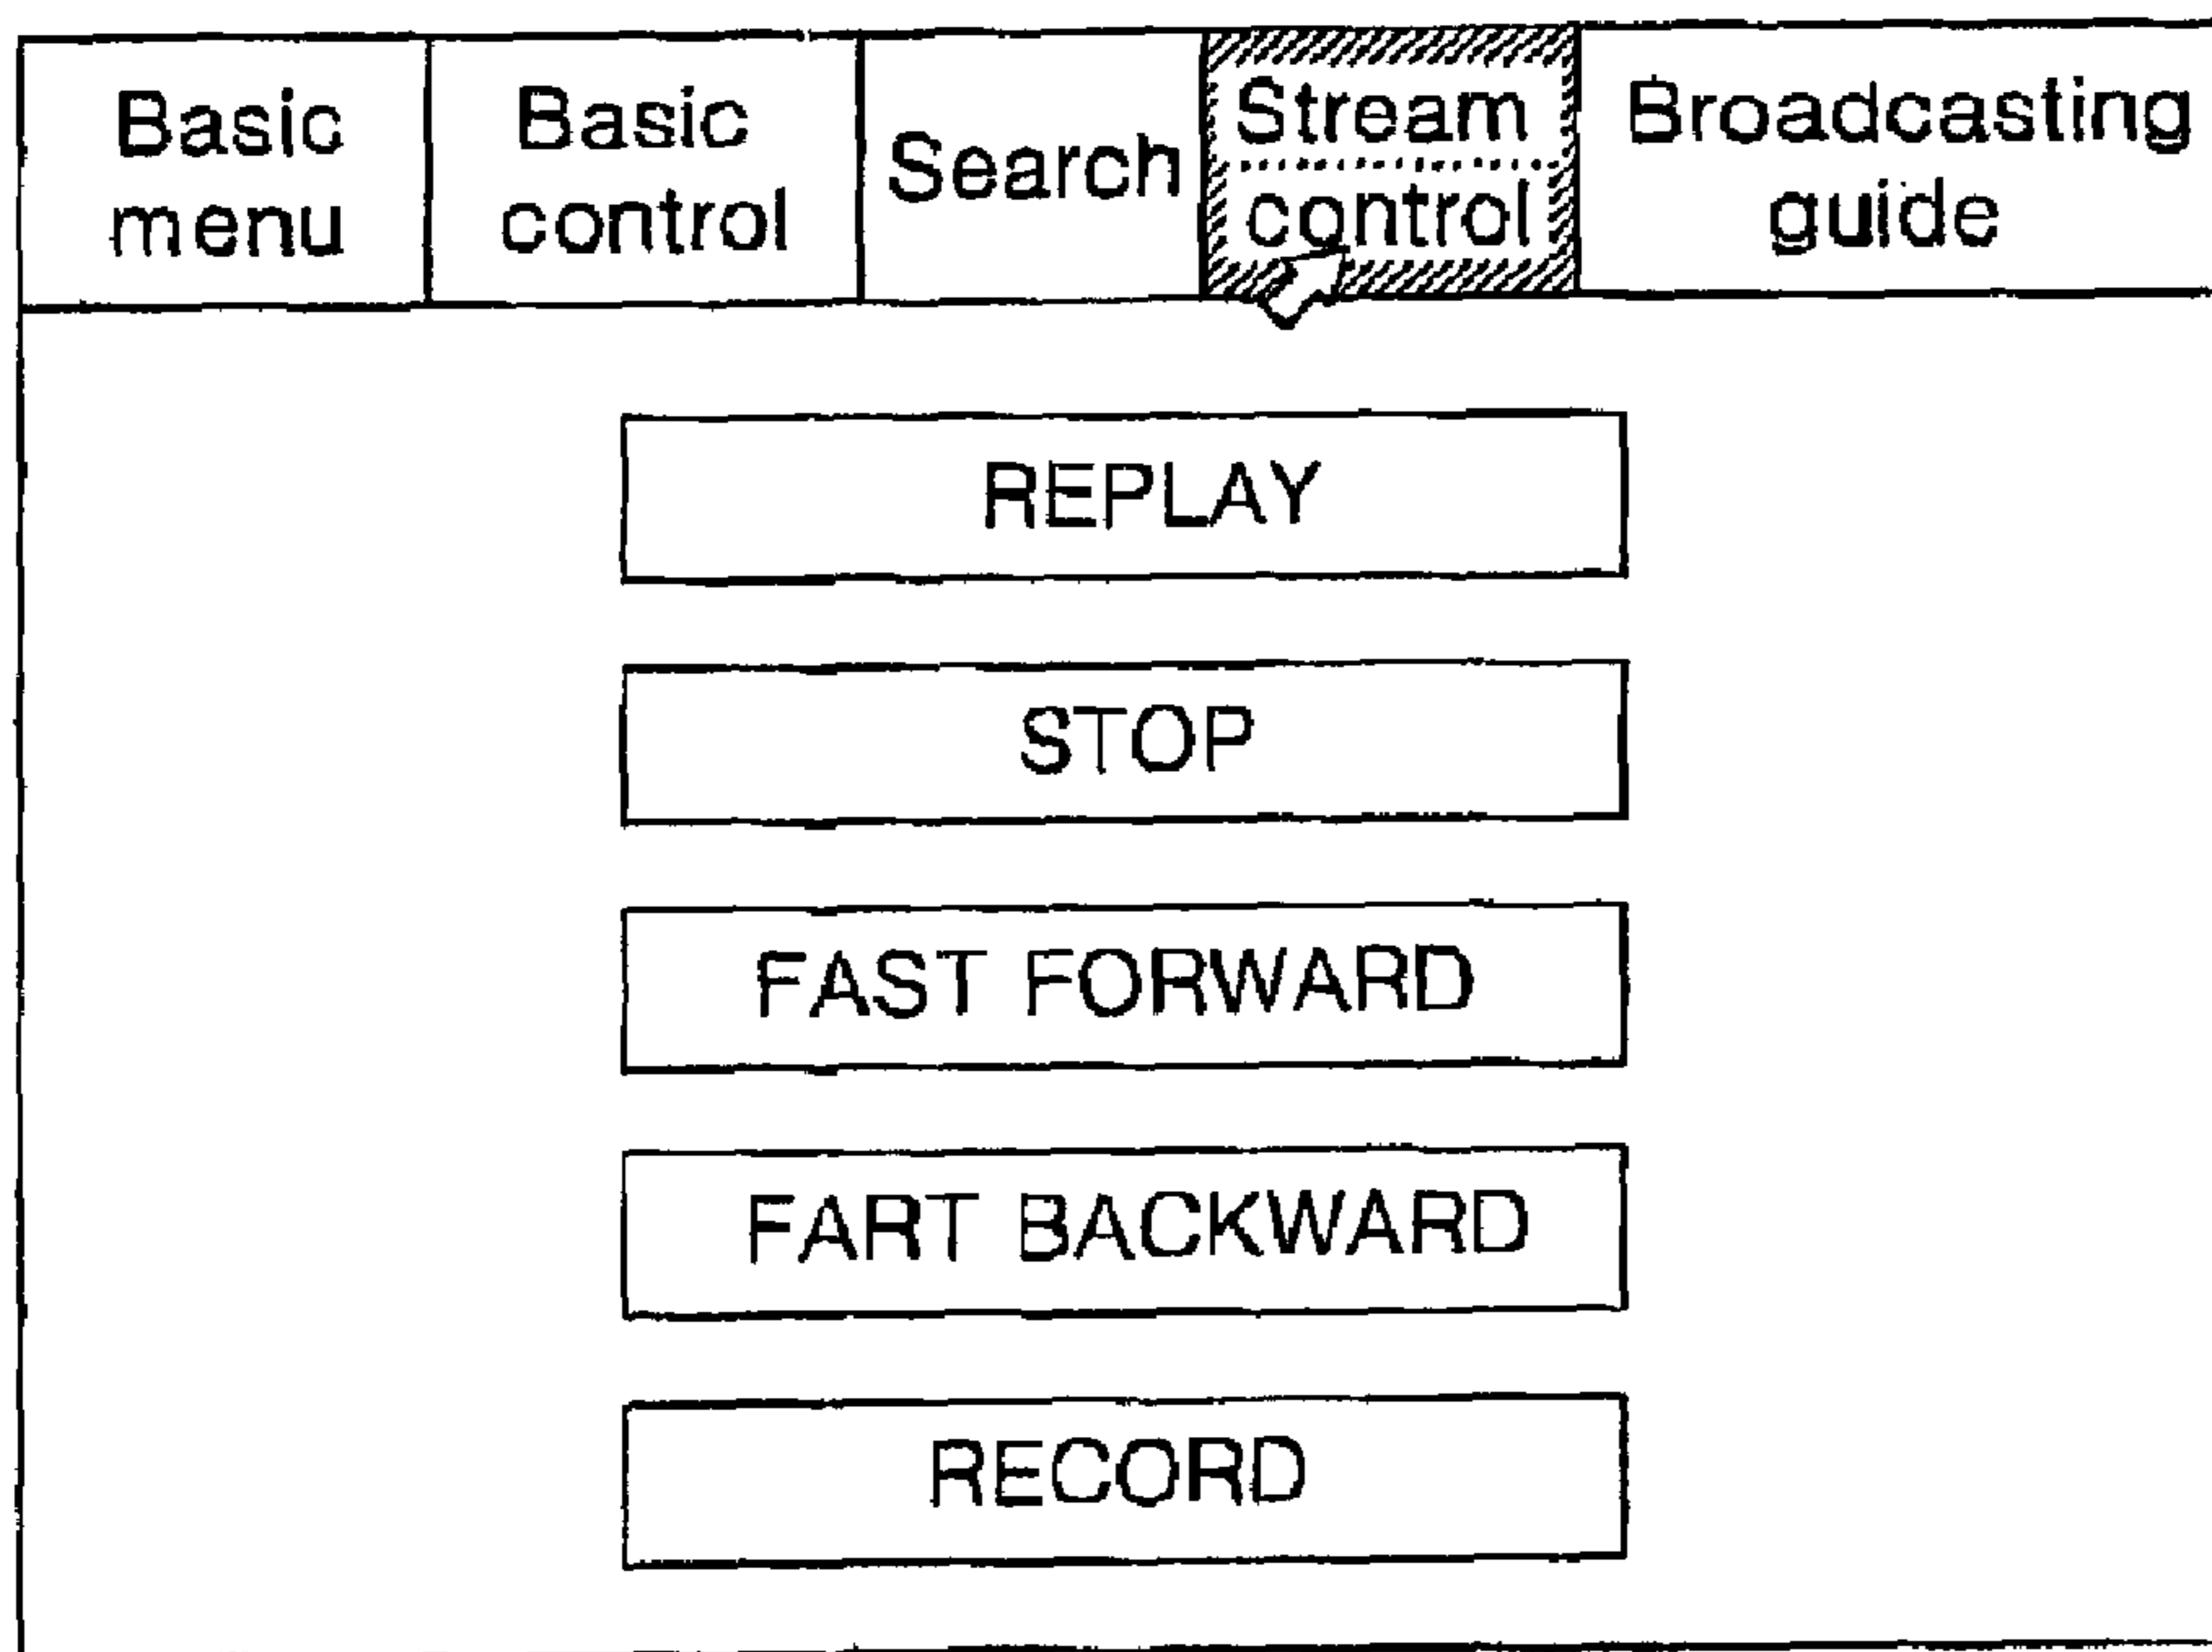 Basic menu
Basic control
Search
Stream control
Broadcasting guide
REPLAY
STOP
FAST FORWARD
FART BACKWARD
RECORD